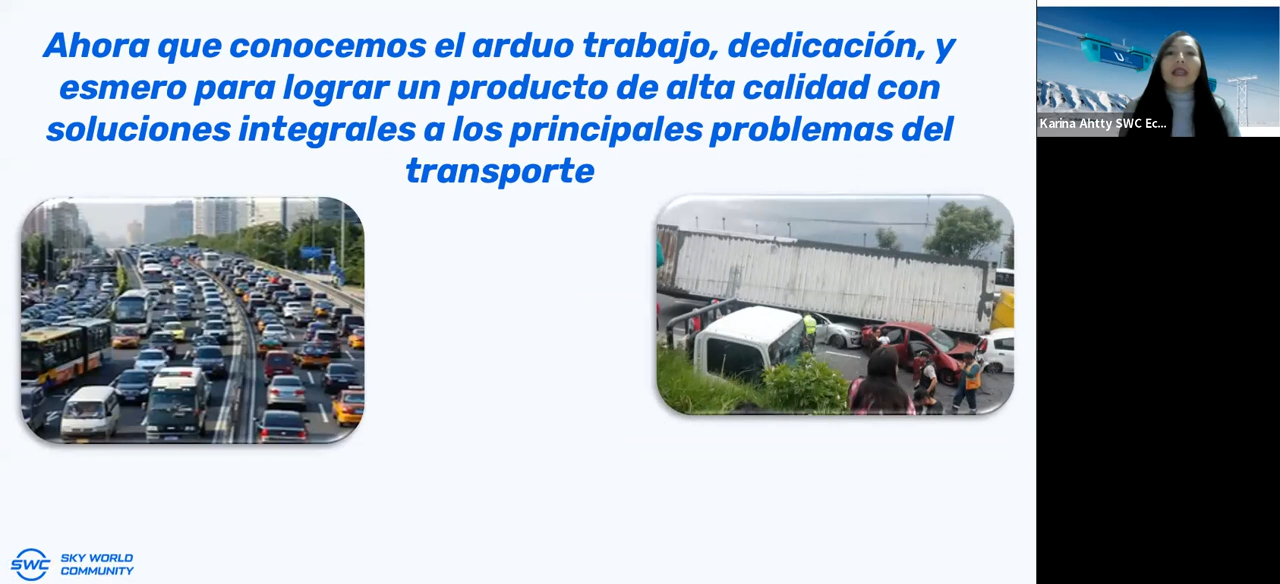 Ahora que conocemos el arduo trabajo, dedicación, y
esmero para lograr un producto de alta calidad con
soluciones integrales a los principales problemas del
transporte
Karina Ahtty SWC Ec...
SWC
SKY WORLD
COMMUNITY